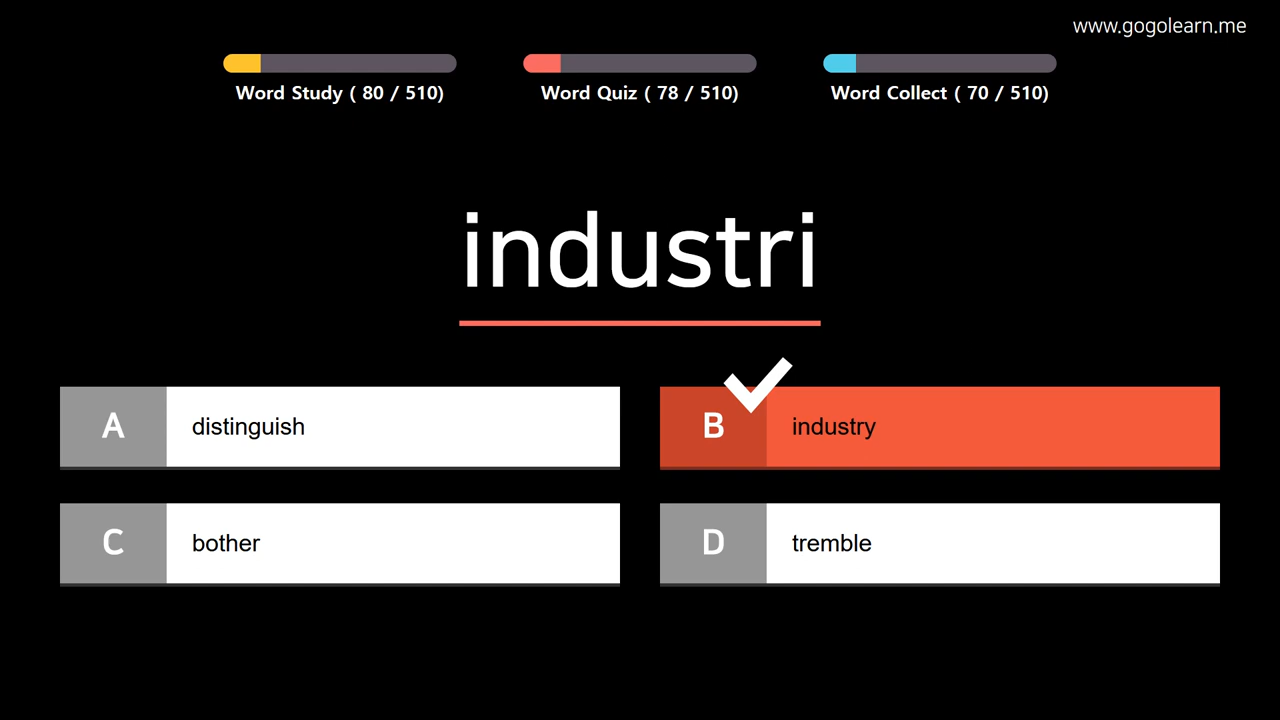 www.gogolearn.me
Word Study ( 80 / 510)
Word Quiz ( 78 / 510)
Word Collect ( 70 / 510)
industri
A distinguish
B industry
C bother
D tremble